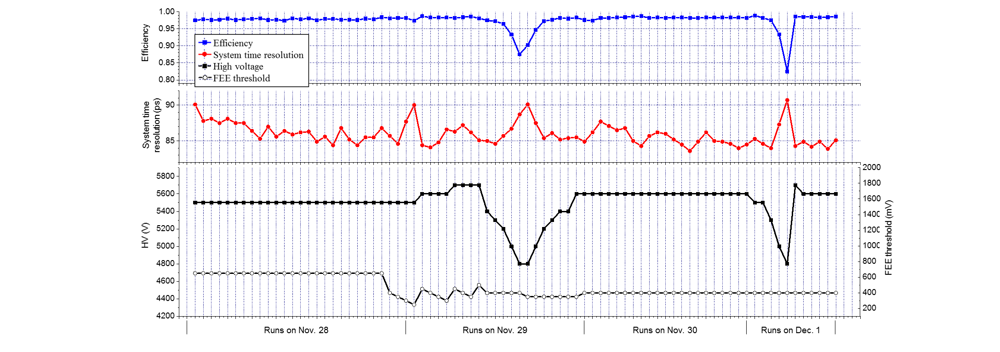 1.00
0.95
0.90
0.85
0.80
Efficiency
Efficiency
System time resolution
High voltage
FEE threshold
90
85
System time
resolution (ps)
5800
5600
5400
5200
5000
4800
4600
4400
4200
HV (V)
2000
1800
1600
1400
1200
1000
800
600
400
200
FEE threshold (mV)
Runs on Nov. 28
Runs on Nov. 29
Runs on Nov. 30
Runs on Dec. 1